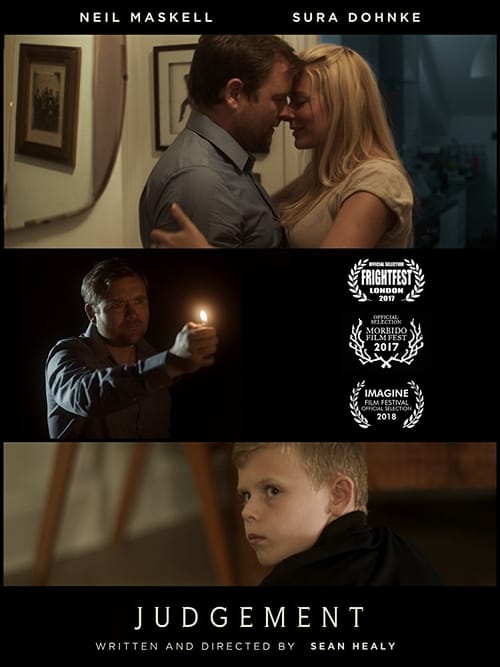 NEIL MASKELL SURA DOHNKE
OFFICIAL SELECTION
FRIGHTFEST
LONDON
2017
OFFICIAL
SELECTION
MORBIDO
FILM FEST
2017
IMAGINE
FILM FESTIVAL
OFFICIAL SELECTION
2018
JUDGEMENT
WRITTEN AND DIRECTED BY SEAN HEALY